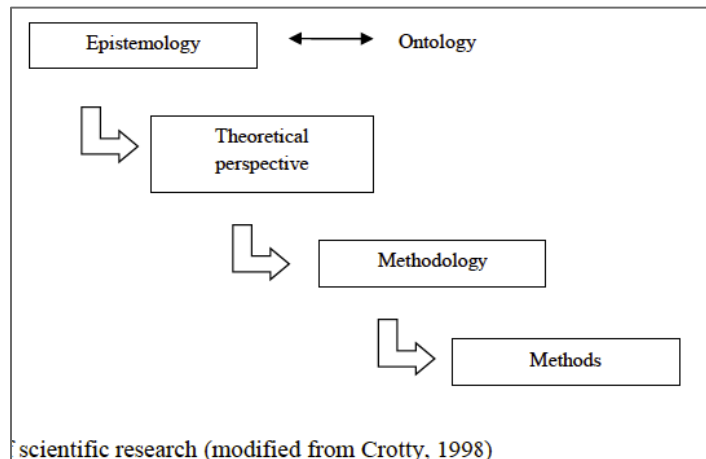 Epistemology Ontology
Theoretical
perspective
Methodology
Methods
scientific research (modified from Crotty, 1998)